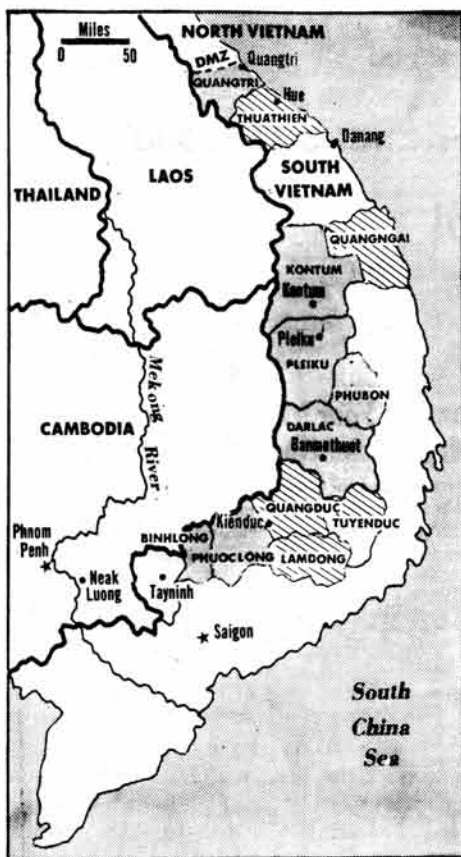 Miles
0 50
NORTH VIETNAM
DMZ
Quangtri
QUANGTRI
Hue
THUATHIEN
Danang
LAOS
SOUTH
VIETNAM
THAILAND
QUANGNGAI
KONTUM
Kontum
Pleiku
PLEIKU
PHUBON
Mekong
River
CAMBODIA
DARLAC
Banmethuot
QUANGDUC
Kienduc
TUYENDUC
BINHLONG
PHUOCLONG
LAMDONG
Phnom
Penh
Neak
Luong
Tayninh
Saigon
South
China
Sea